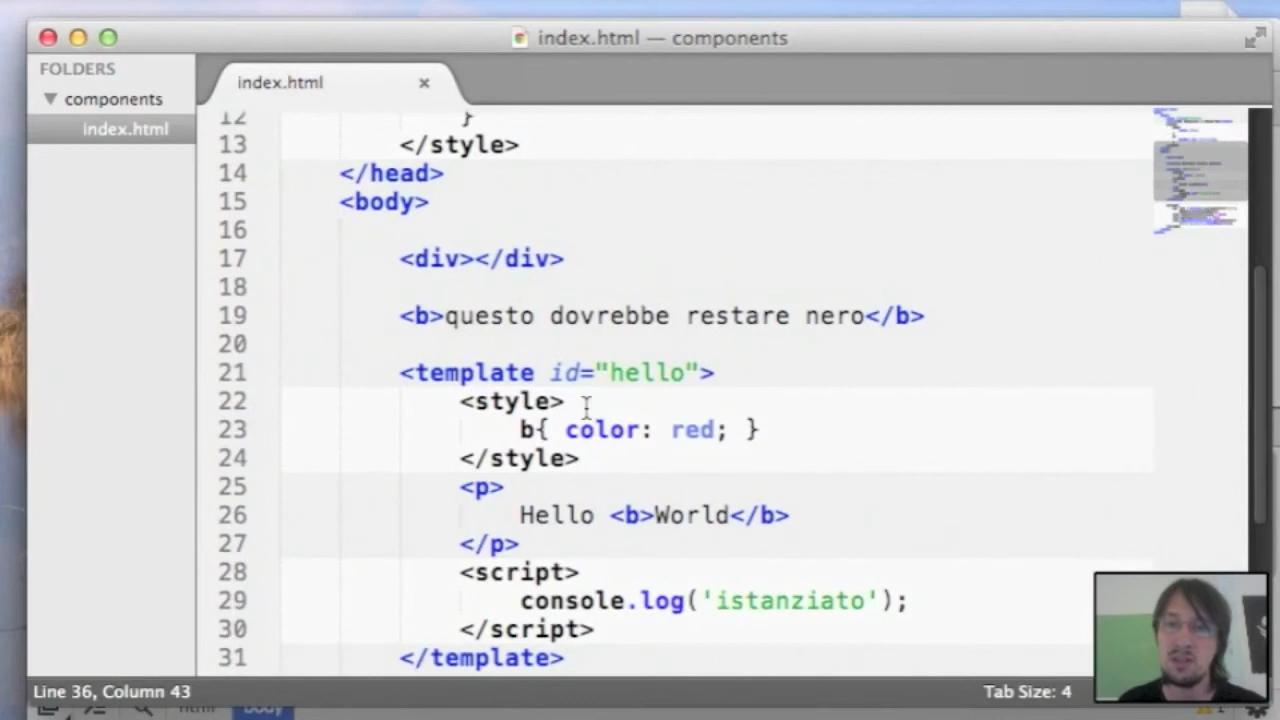 index.html — components
FOLDERS
components
index.html
index.html ×
12 }
13 </style>
14 </head>
15 <body>
16
17 <div></div>
18
19 <b>questo dovrebbe restare nero</b>
20
21 <template id="hello">
22 <style>
23 b{ color: red; }
24 </style>
25 <p>
26 Hello <b>World</b>
27 </p>
28 <script>
29 console.log('istanziato');
30 </script>
31 </template>
Line 36, Column 43
Tab Size: 4
html body
1